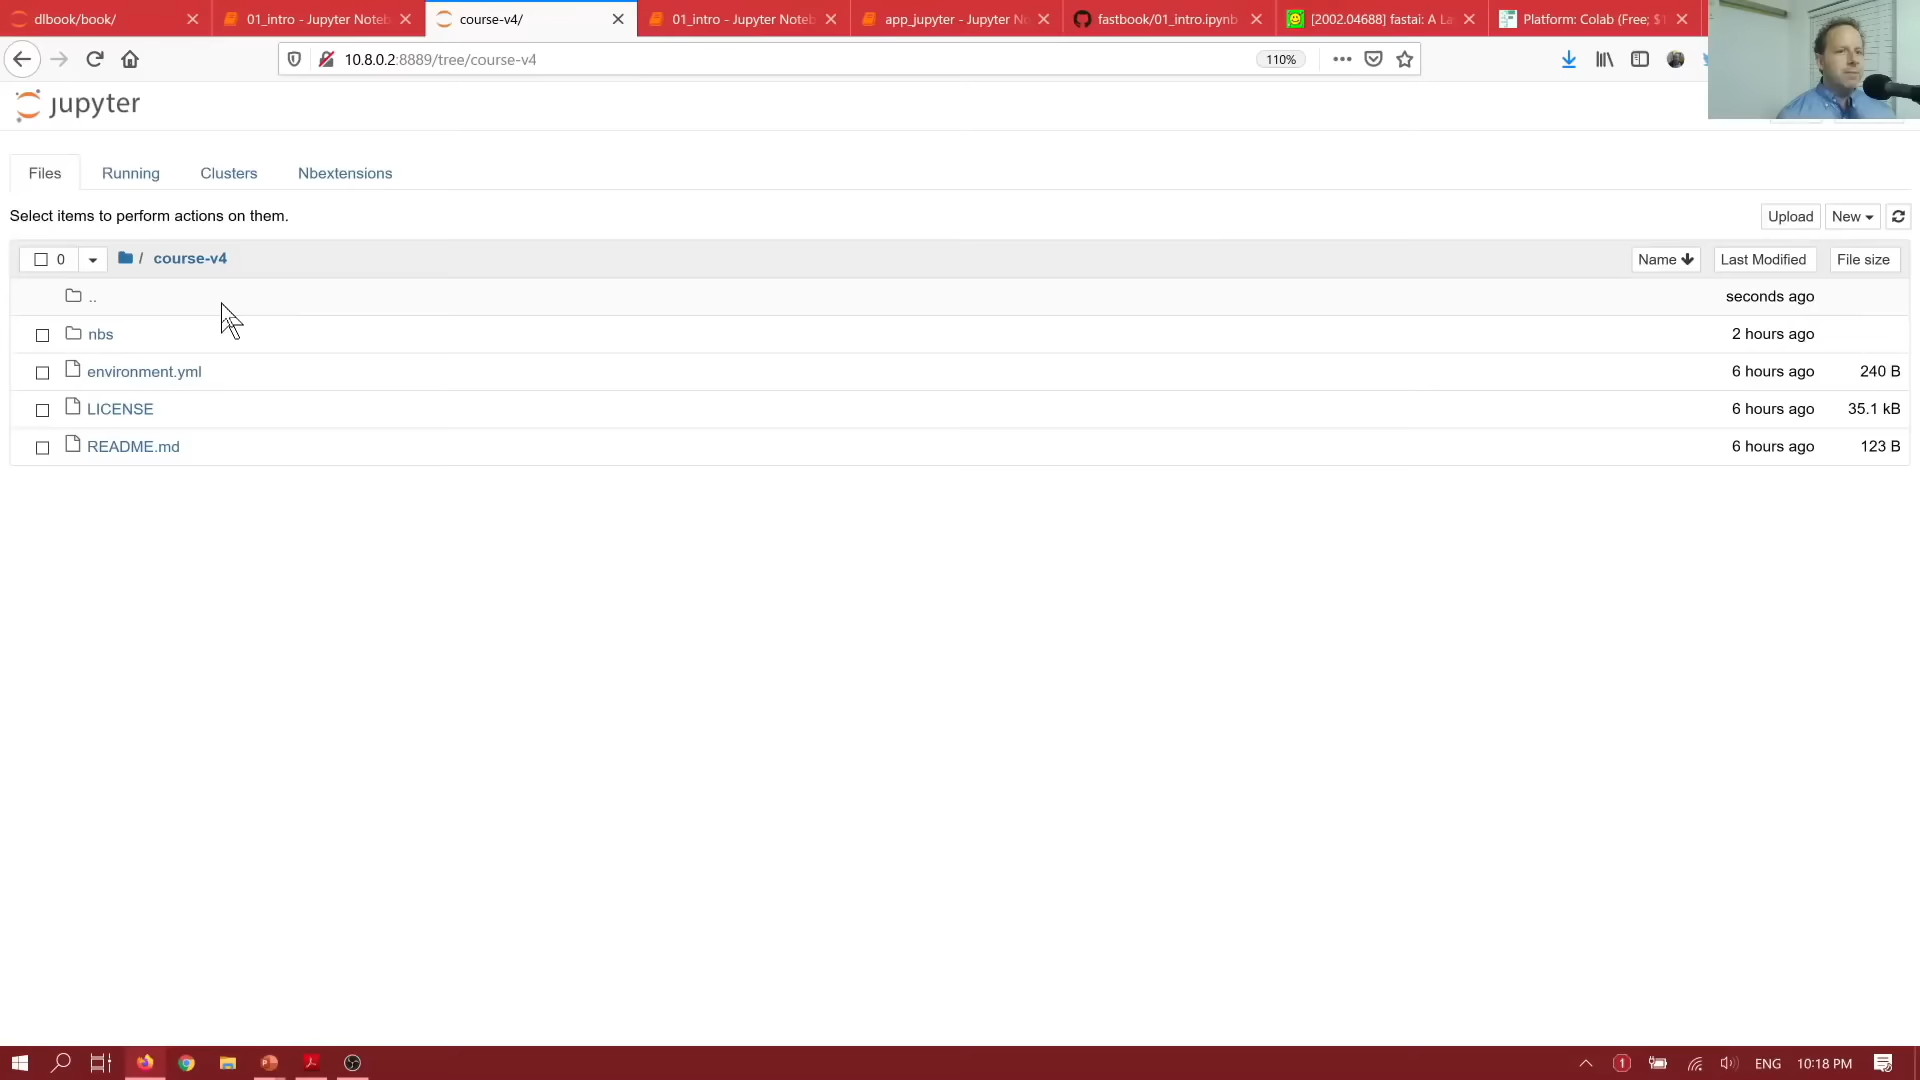 dlbook/book/
01_intro - Jupyter Noteb
course-v4/
01_intro - Jupyter Noteb
app_jupyter - Jupyter No
fastbook/01_intro.ipynb
[2002.04688] fastai: A La
Platform: Colab (Free; $1
10.8.0.2:8889/tree/course-v4
110%
jupyter
Files
Running
Clusters
Nbextensions
Select items to perform actions on them.
Upload
New
0
/ course-v4
Name
Last Modified
File size
..
seconds ago
nbs
2 hours ago
environment.yml
6 hours ago
240 B
LICENSE
6 hours ago
35.1 kB
README.md
6 hours ago
123 B
1
ENG
10:18 PM